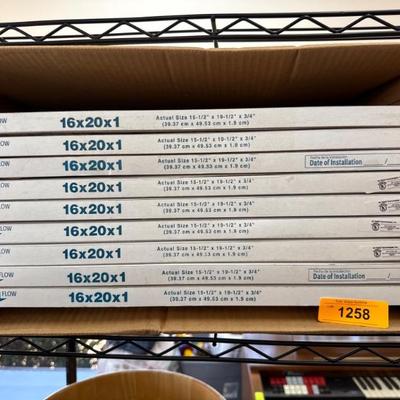 16x20x1 Actual Size 15-1/2" x 19-1/2" x 3/4"
(39.37 cm x 49.53 cm x 1.9 cm)
FLOW 16x20x1 Actual Size 15-1/2" x 19-1/2" x 3/4"
(39.37 cm x 49.53 cm x 1.9 cm)
FLOW 16x20x1 Actual Size 15-1/2" x 19-1/2" x 3/4"
(39.37 cm x 49.53 cm x 1.9 cm) Date of Installation /
FLOW 16x20x1 Actual Size 15-1/2" x 19-1/2" x 3/4"
(39.37 cm x 49.53 cm x 1.9 cm)
FLOW 16x20x1 Actual Size 15-1/2" x 19-1/2" x 3/4"
(39.37 cm x 49.53 cm x 1.9 cm)
FLOW 16x20x1 Actual Size 15-1/2" x 19-1/2" x 3/4"
(39.37 cm x 49.53 cm x 1.9 cm)
FLOW 16x20x1 Actual Size 15-1/2" x 19-1/2" x 3/4"
(39.37 cm x 49.53 cm x 1.9 cm)
FLOW 16x20x1 Actual Size 15-1/2" x 19-1/2" x 3/4"
(39.37 cm x 49.53 cm x 1.9 cm) Date of Installation /
FLOW 16x20x1 Actual Size 15-1/2" x 19-1/2" x 3/4"
(39.37 cm x 49.53 cm x 1.9 cm)
1258